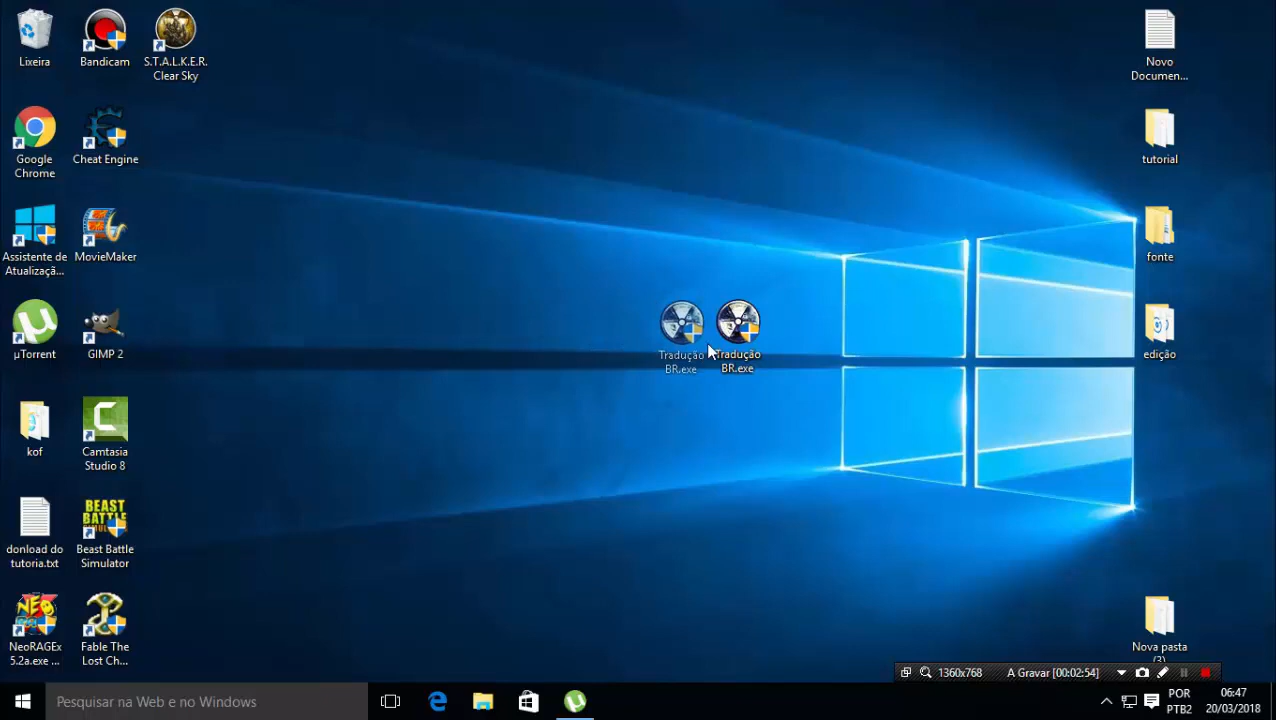 Lixeira
Bandicam
S.T.A.L.K.E.R.
Clear Sky
Novo
Documen...
Google
Chrome
Cheat Engine
tutorial
Assistente de
Atualizaçã...
MovieMaker
fonte
µTorrent
GIMP 2
Tradução
BR.exe
Tradução
BR.exe
edição
kof
Camtasia
Studio 8
donload do
tutoria.txt
BEAST
BATTLE
Beast Battle
Simulator
NEO
NeoRAGEx
5.2a.exe ...
Fable The
Lost Ch...
Nova pasta
(3)
1360x768
A Gravar [00:02:54]
Pesquisar na Web e no Windows
POR
PTB2
06:47
20/03/2018